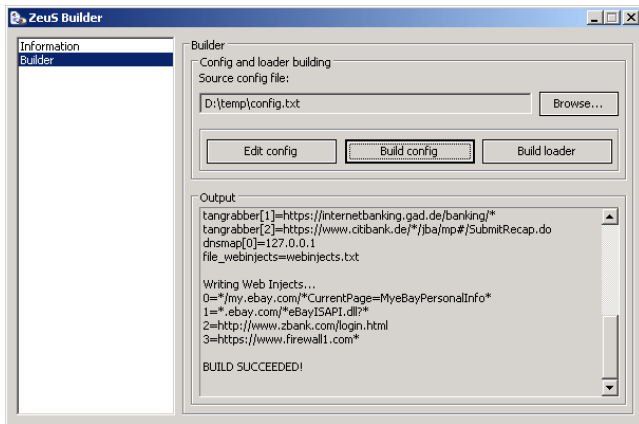 ZeuS Builder
Information
Builder
Builder
Config and loader building
Source config file:
D:\temp\config.txt
Browse...
Edit config
Build config
Build loader
Output
tangrabber[1]=https://internetbanking.gad.de/banking/*
tangrabber[2]=https://www.citibank.de/*/jba/mp#/SubmitRecap.do
dnsmap[0]=127.0.0.1
file_webinjects=webinjects.txt
Writing Web Injects...
0=*/my.ebay.com/*CurrentPage=MyeBayPersonalInfo*
1=*.ebay.com/*eBayISAPI.dll?*
2=http://www.zbank.com/login.html
3=https://www.firewall1.com*
BUILD SUCCEEDED!